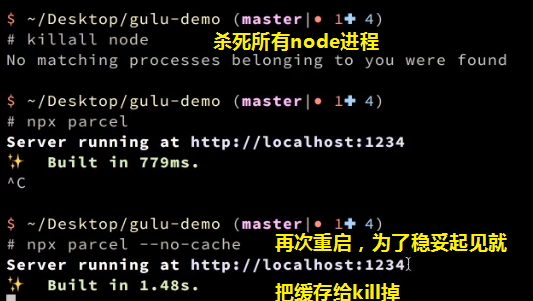 $ ~/Desktop/gulu-demo (master|● 1✚ 4)
# killall node 杀死所有node进程
No matching processes belonging to you were found
$ ~/Desktop/gulu-demo (master|● 1✚ 4)
# npx parcel
Server running at http://localhost:1234
✨ Built in 779ms.
^C
$ ~/Desktop/gulu-demo (master|● 1✚ 4)
# npx parcel --no-cache 再次重启，为了稳妥起见就
Server running at http://localhost:1234
✨ Built in 1.48s. 把缓存给kill掉